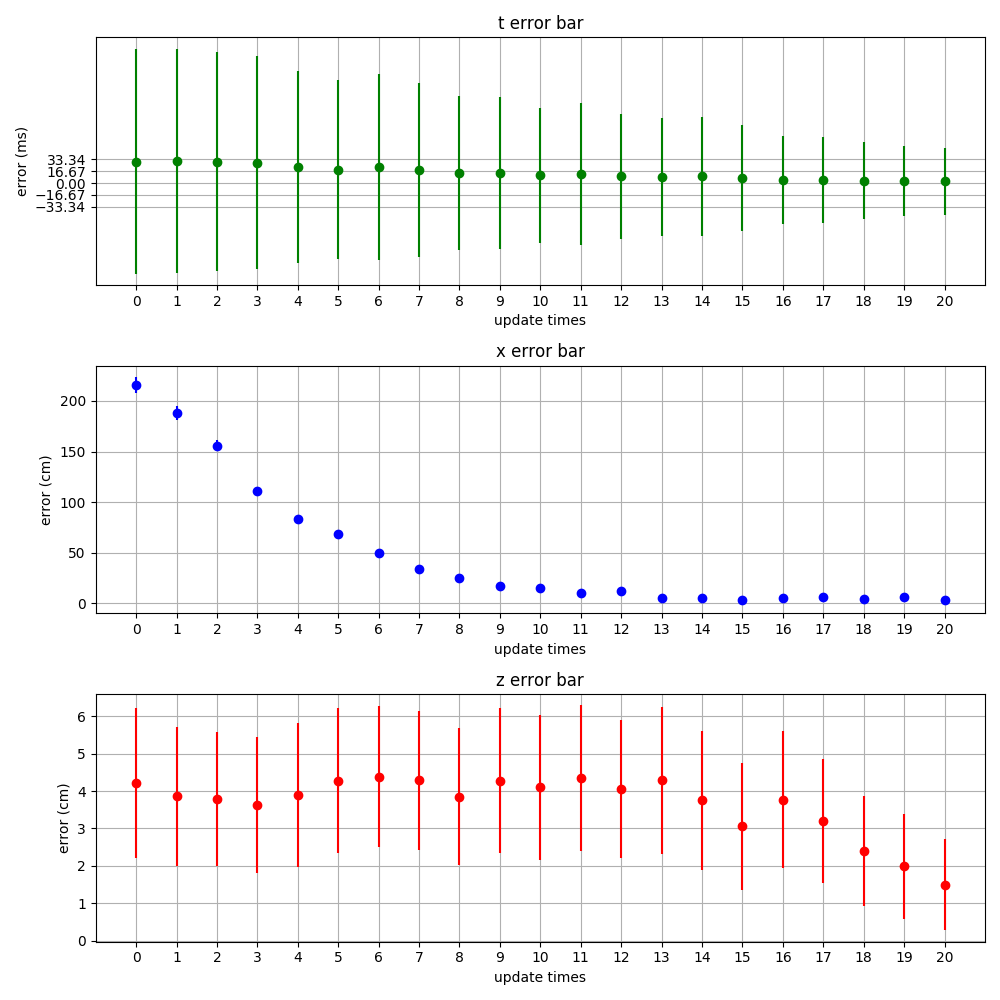 t error bar
error (ms)
33.34
16.67
0.00
−16.67
−33.34
0 1 2 3 4 5 6 7 8 9 10 11 12 13 14 15 16 17 18 19 20
update times
x error bar
error (cm)
200
150
100
50
0
0 1 2 3 4 5 6 7 8 9 10 11 12 13 14 15 16 17 18 19 20
update times
z error bar
error (cm)
6
5
4
3
2
1
0
0 1 2 3 4 5 6 7 8 9 10 11 12 13 14 15 16 17 18 19 20
update times